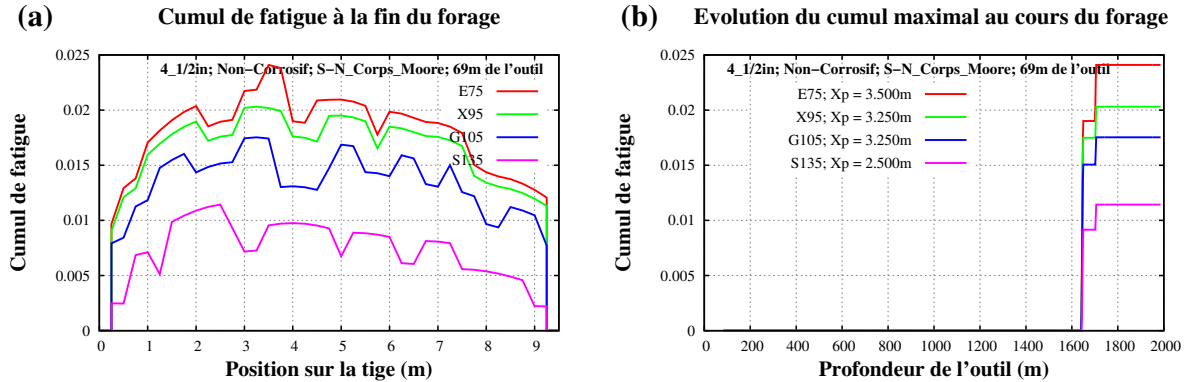 (a)
Cumul de fatigue à la fin du forage
4_1/2in; Non-Corrosif; S-N_Corps_Moore; 69m de l'outil
E75
X95
G105
S135
0.025
0.02
0.015
0.01
0.005
0
Cumul de fatigue
0 1 2 3 4 5 6 7 8 9
Position sur la tige (m)
(b)
Evolution du cumul maximal au cours du forage
4_1/2in; Non-Corrosif; S-N_Corps_Moore; 69m de l'outil
E75; Xp = 3.500m
X95; Xp = 3.250m
G105; Xp = 3.250m
S135; Xp = 2.500m
0.025
0.02
0.015
0.01
0.005
0
Cumul de fatigue
0 200 400 600 800 1000 1200 1400 1600 1800 2000
Profondeur de l'outil (m)